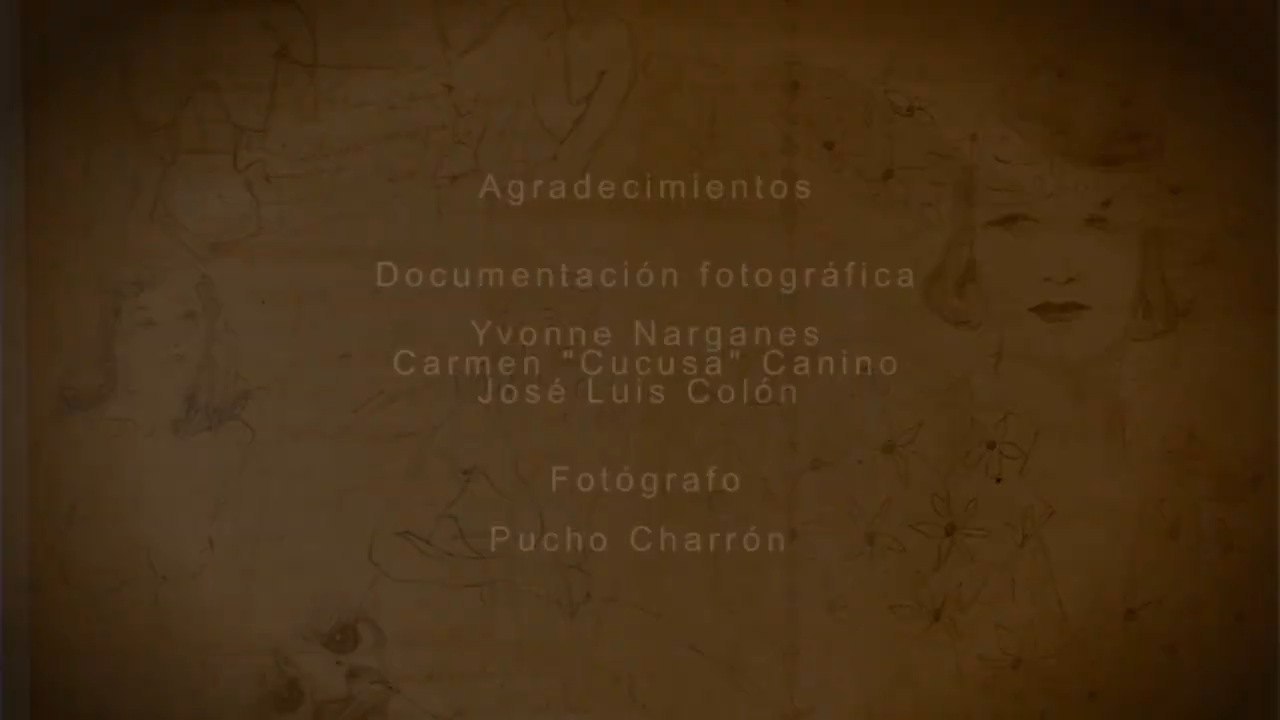 Agradecimientos
Documentación fotográfica
Yvonne Narganes
Carmen "Cucusa" Canino
José Luis Colón
Fotógrafo
Pucho Charrón